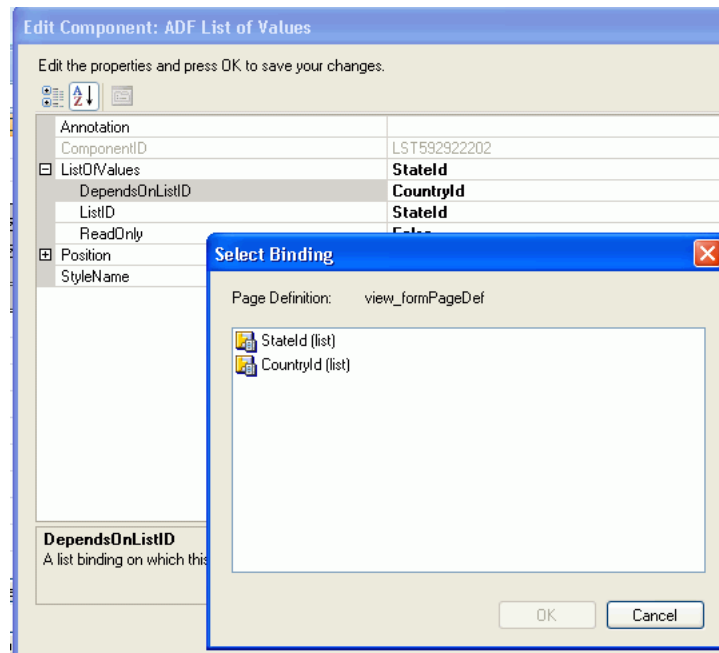 Edit Component: ADF List of Values
Edit the properties and press OK to save your changes.
Annotation
ComponentID LST592922202
ListOfValues StateId
DependsOnListID CountryId
ListID StateId
ReadOnly False
Position
StyleName
Select Binding
Page Definition: view_formPageDef
StateId (list)
CountryId (list)
DependsOnListID
A list binding on which this
OK Cancel